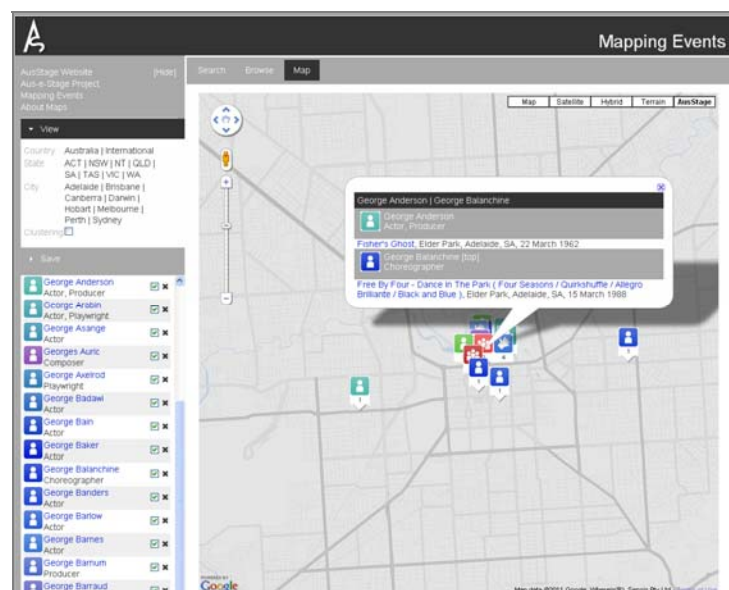 Mapping Events
AusStage Website [Hide]
Aus-e-Stage Project
Mapping Events
About Maps
Search Browse Map
View
Country Australia | International
State ACT | NSW | NT | QLD |
SA | TAS | VIC | WA
City Adelaide | Brisbane |
Canberra | Darwin |
Hobart | Melbourne |
Perth | Sydney
Clustering
Save
George Anderson
Actor, Producer
George Arabin
Actor, Playwright
George Asange
Actor
Georges Auric
Composer
George Axelrod
Playwright
George Badawi
Actor
George Bain
Actor
George Baker
Actor
George Balanchine
Choreographer
George Banders
Actor
George Barlow
Actor
George Barnes
Actor
George Barnum
Producer
George Barraud
Map Satellite Hybrid Terrain AusStage
George Anderson | George Balanchine
George Anderson
Actor, Producer
Fisher's Ghost, Elder Park, Adelaide, SA, 22 March 1962
George Balanchine [top]
Choreographer
Free By Four - Dance In The Park ( Four Seasons / Quirkshuffle / Allegro
Brilliante / Black and Blue ), Elder Park, Adelaide, SA, 15 March 1988
4
1
1
1
1
POWERED BY
Google